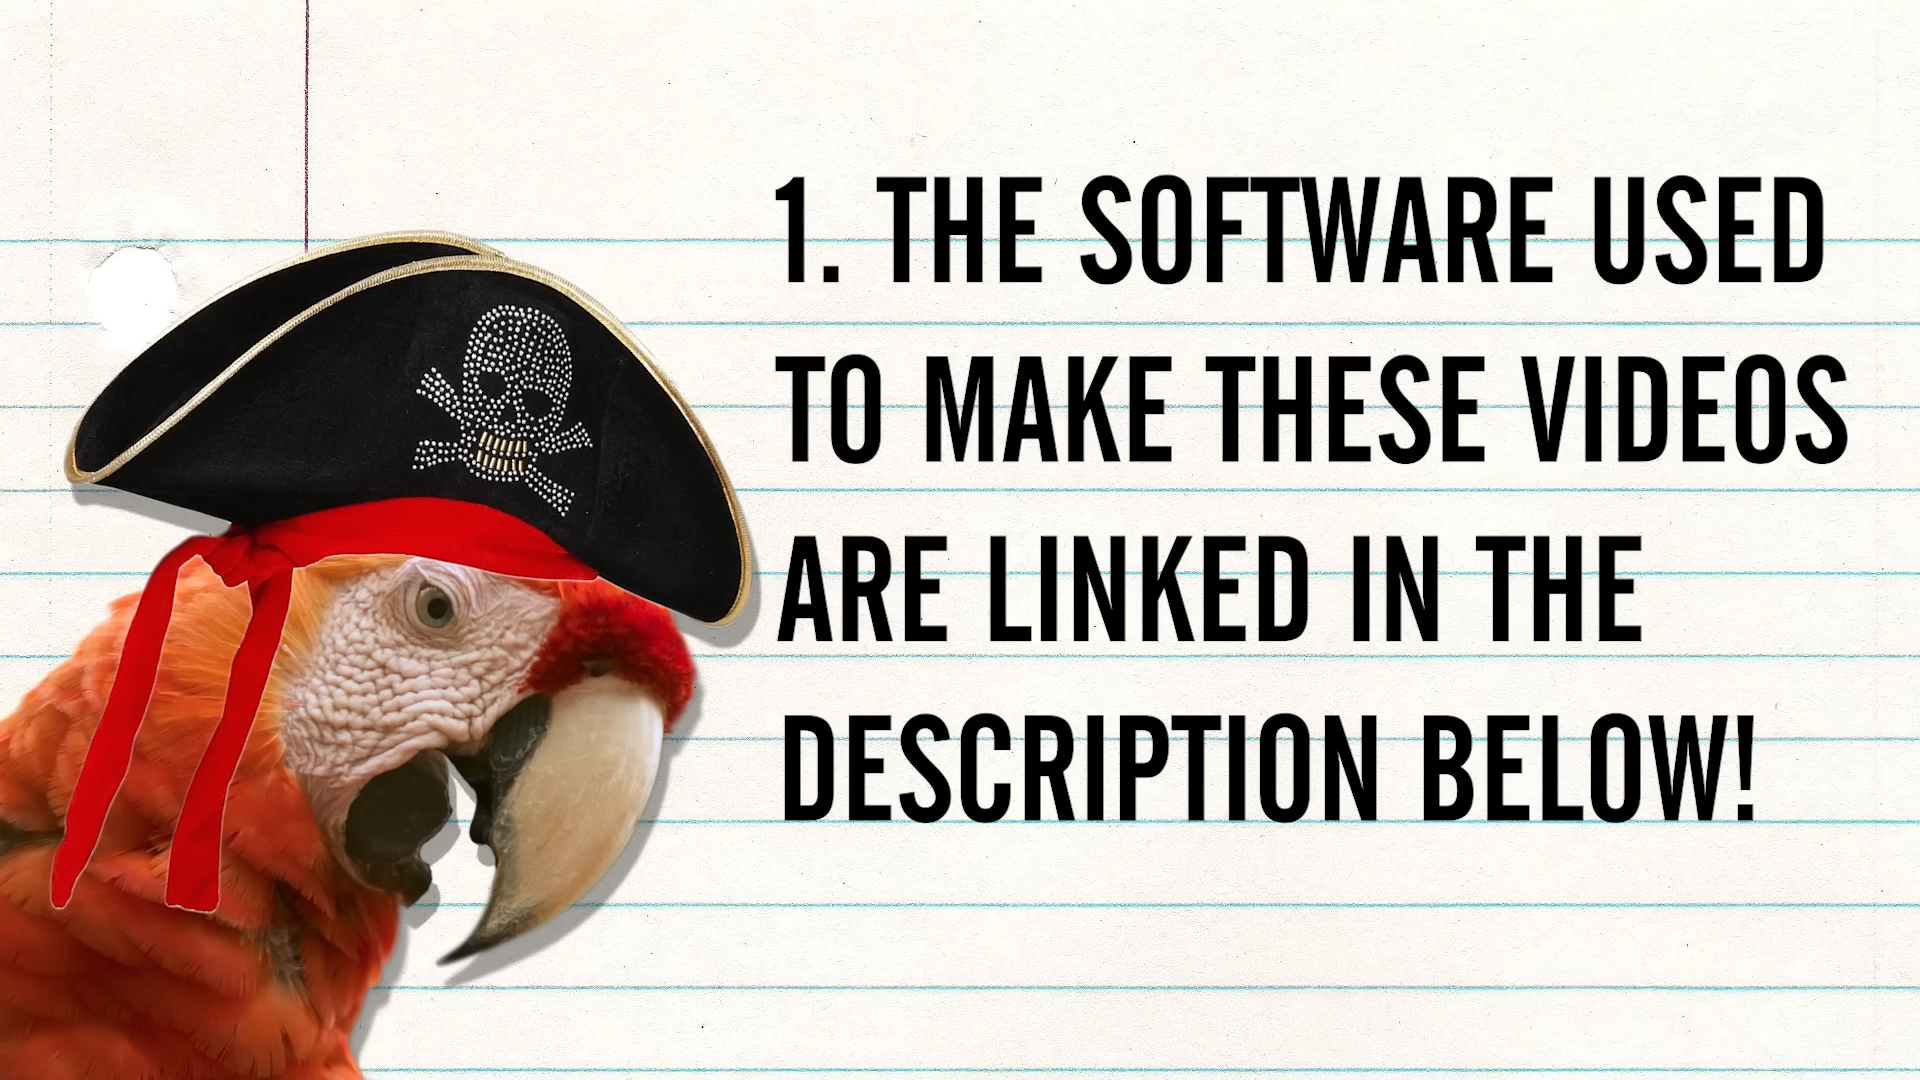 1. THE SOFTWARE USED
TO MAKE THESE VIDEOS
ARE LINKED IN THE
DESCRIPTION BELOW!